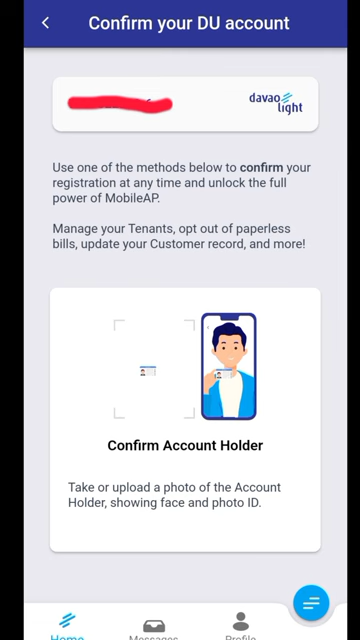 Confirm your DU account
davao
light
Use one of the methods below to confirm your
registration at any time and unlock the full
power of MobileAP.
Manage your Tenants, opt out of paperless
bills, update your Customer record, and more!
Confirm Account Holder
Take or upload a photo of the Account
Holder, showing face and photo ID.
Home
Messages
Profile